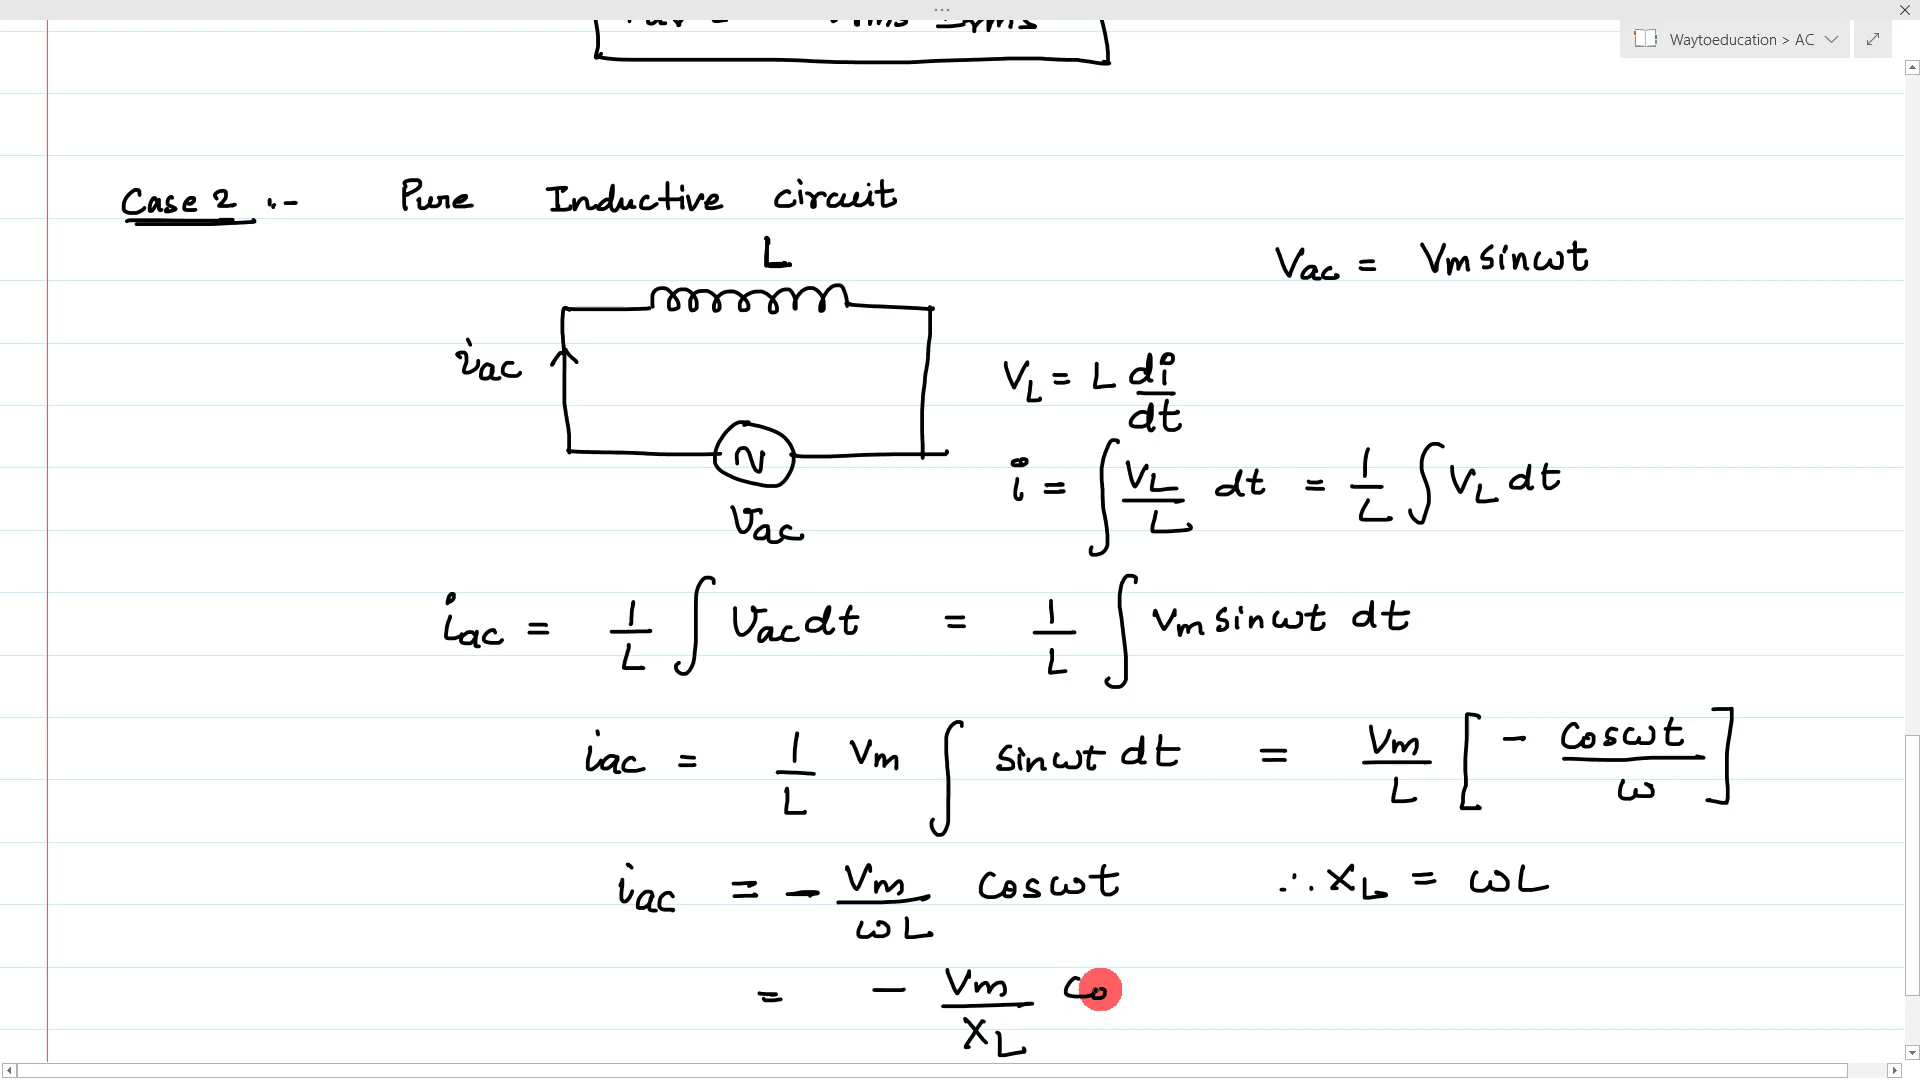 Waytoeducation > AC
Case 2 :- Pure Inductive circuit
L
Vac = Vm sinωt
iac
VL = L di/dt
i = ∫ VL/L dt = 1/L ∫ VL dt
Vac
iac = 1/L ∫ Vac dt = 1/L ∫ Vm sinωt dt
iac = 1/L Vm ∫ sinωt dt = Vm/L [ - cosωt/ω ]
iac = - Vm/ωL cosωt ∴ XL = ωL
= - Vm/XL co